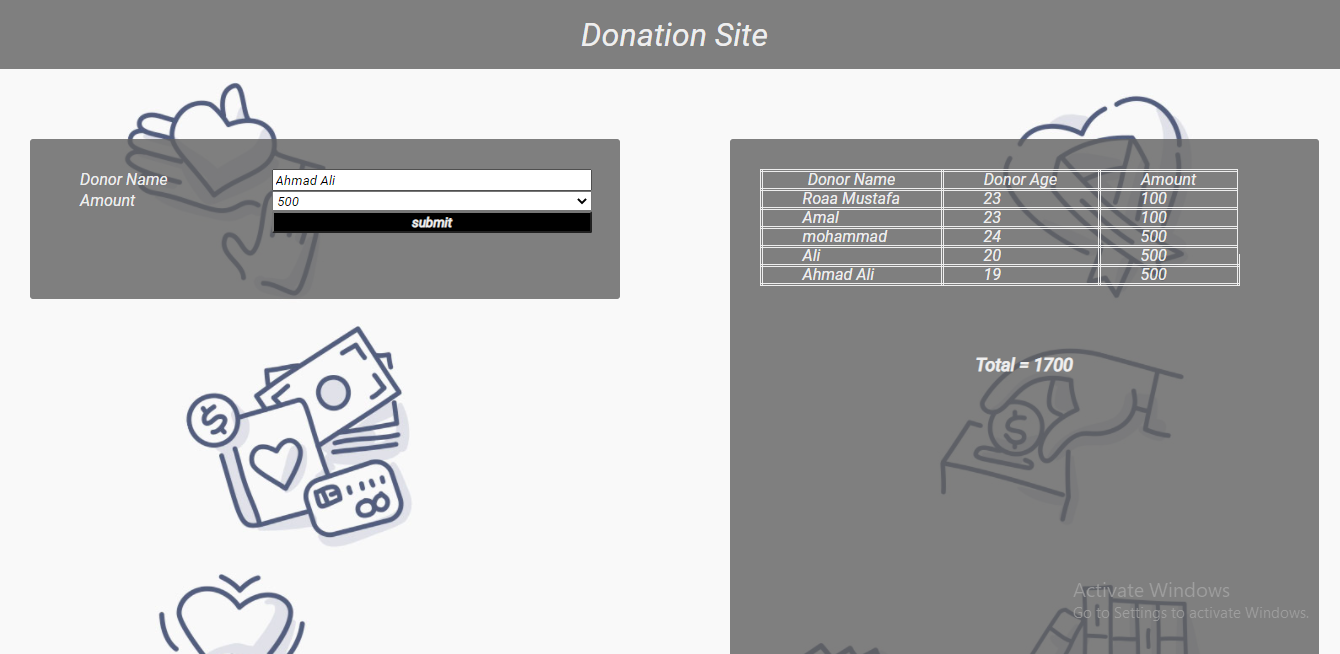 Donation Site
Donor Name Ahmad Ali
Amount 500
submit
Donor Name Donor Age Amount
Roaa Mustafa 23 100
Amal 23 100
mohammad 24 500
Ali 20 500
Ahmad Ali 19 500
Total = 1700
$
$
Activate Windows
Go to Settings to activate Windows.